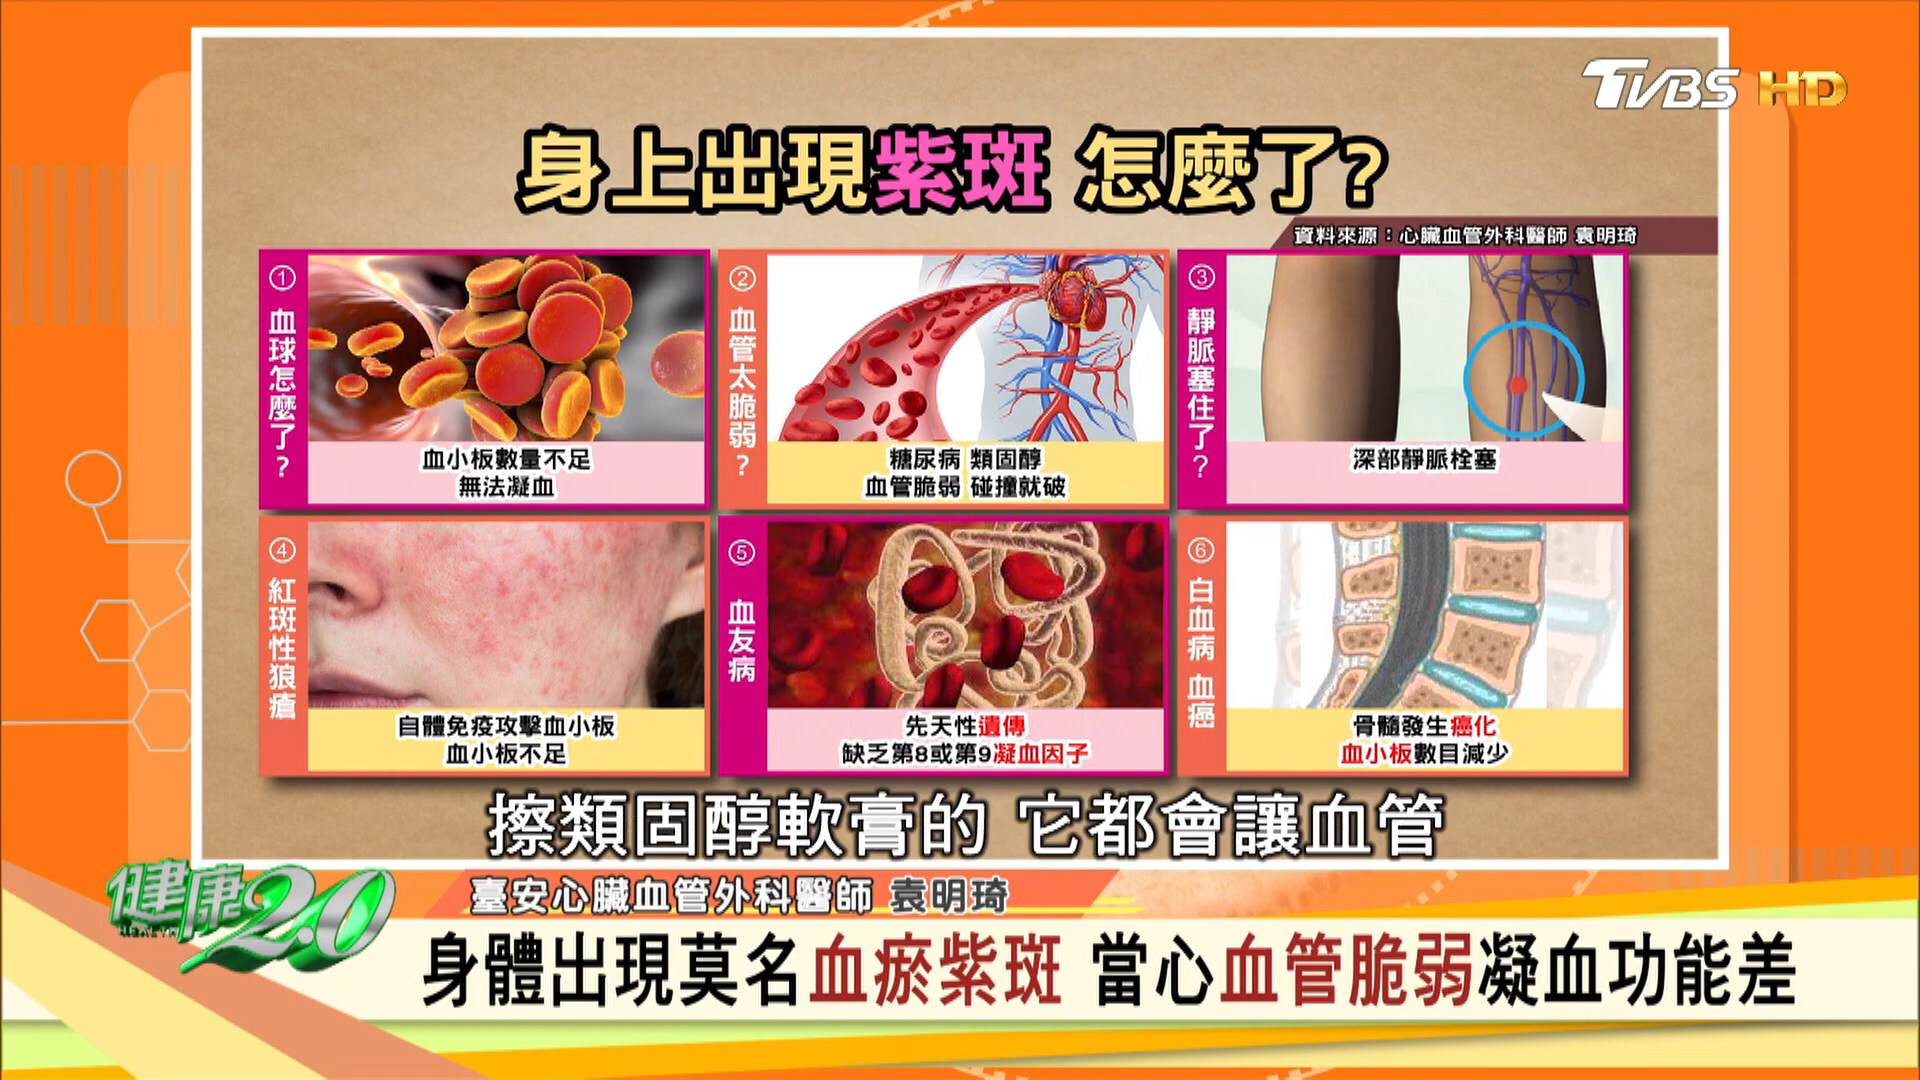 TVBS HD
身上出現紫斑 怎麼了?
資料來源：心臟血管外科醫師 袁明琦
① 血球怎麼了?
血小板數量不足
無法凝血
② 血管太脆弱?
糖尿病 類固醇
血管脆弱 碰撞就破
③ 靜脈塞住了?
深部靜脈栓塞
④ 紅斑性狼瘡
自體免疫攻擊血小板
血小板不足
⑤ 血友病
先天性遺傳
缺乏第8或第9凝血因子
⑥ 白血病 血癌
骨髓發生癌化
血小板數目減少
擦類固醇軟膏的 它都會讓血管
健康2.0
HEALTH
臺安心臟血管外科醫師 袁明琦
身體出現莫名血瘀紫斑 當心血管脆弱凝血功能差